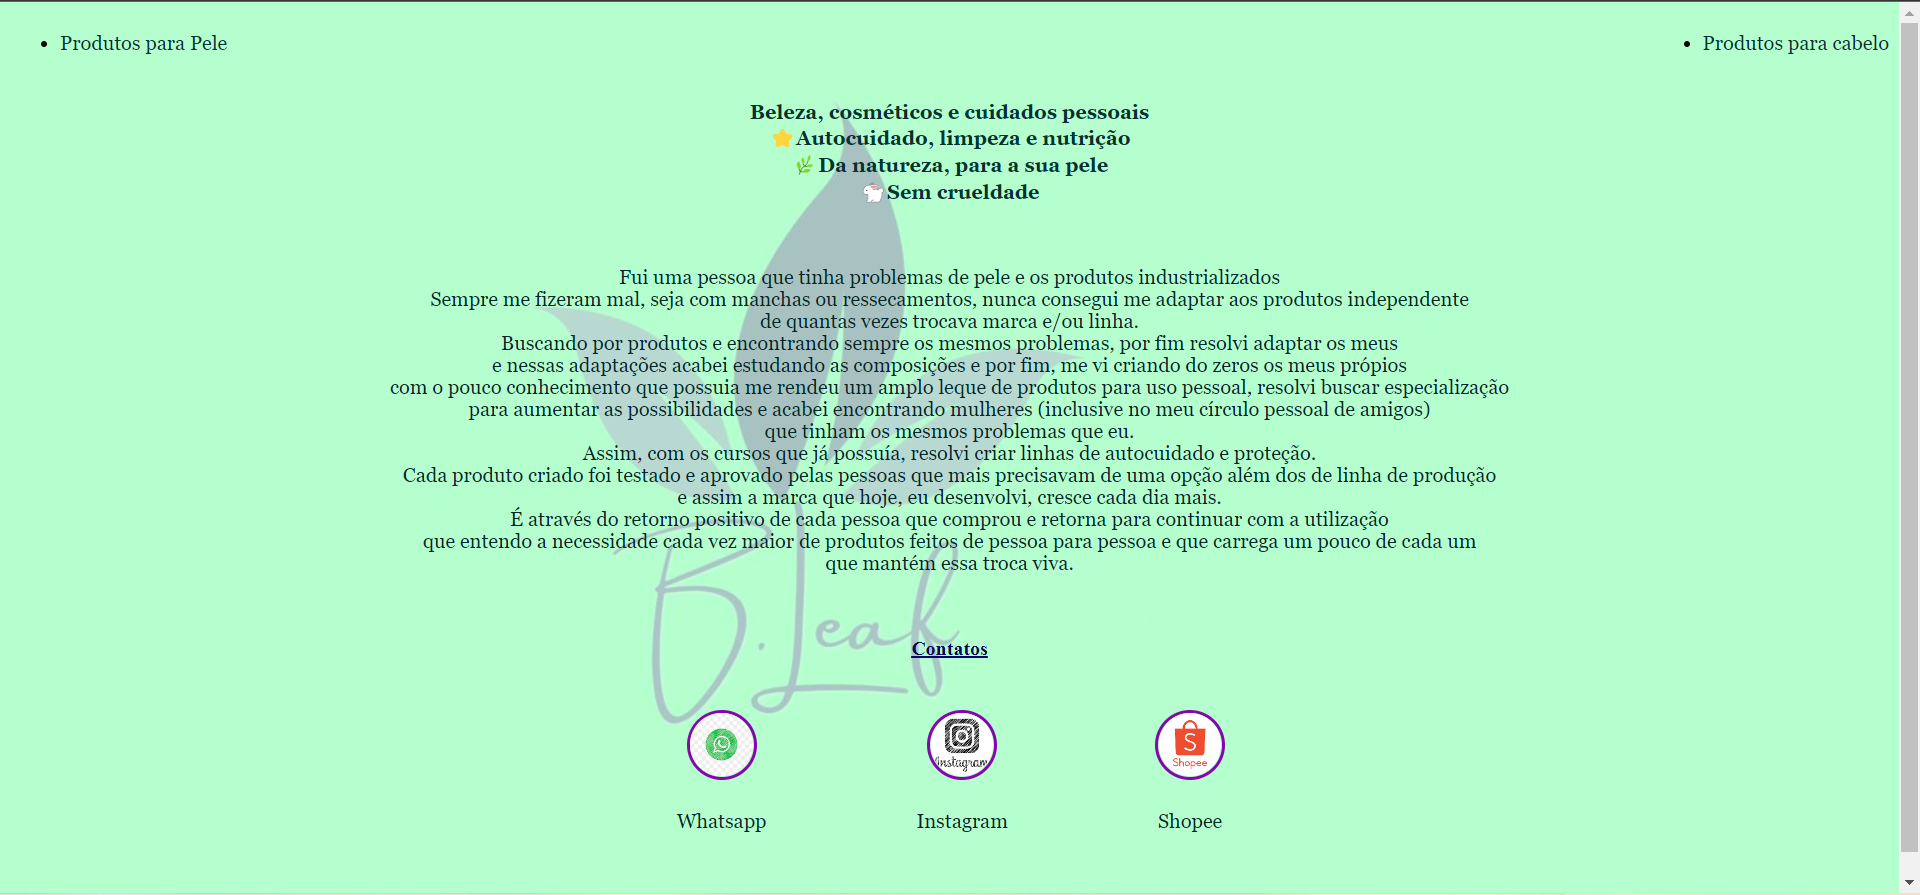 Produtos para Pele
Produtos para cabelo
Beleza, cosméticos e cuidados pessoais
⭐Autocuidado, limpeza e nutrição
🌿Da natureza, para a sua pele
🐇Sem crueldade
Fui uma pessoa que tinha problemas de pele e os produtos industrializados
Sempre me fizeram mal, seja com manchas ou ressecamentos, nunca consegui me adaptar aos produtos independente
de quantas vezes trocava marca e/ou linha.
Buscando por produtos e encontrando sempre os mesmos problemas, por fim resolvi adaptar os meus
e nessas adaptações acabei estudando as composições e por fim, me vi criando do zeros os meus própios
com o pouco conhecimento que possuia me rendeu um amplo leque de produtos para uso pessoal, resolvi buscar especialização
para aumentar as possibilidades e acabei encontrando mulheres (inclusive no meu círculo pessoal de amigos)
que tinham os mesmos problemas que eu.
Assim, com os cursos que já possuía, resolvi criar linhas de autocuidado e proteção.
Cada produto criado foi testado e aprovado pelas pessoas que mais precisavam de uma opção além dos de linha de produção
e assim a marca que hoje, eu desenvolvi, cresce cada dia mais.
É através do retorno positivo de cada pessoa que comprou e retorna para continuar com a utilização
que entendo a necessidade cada vez maior de produtos feitos de pessoa para pessoa e que carrega um pouco de cada um
que mantém essa troca viva.
B.Leaf
Contatos
Instagram
Shopee
Whatsapp
Instagram
Shopee